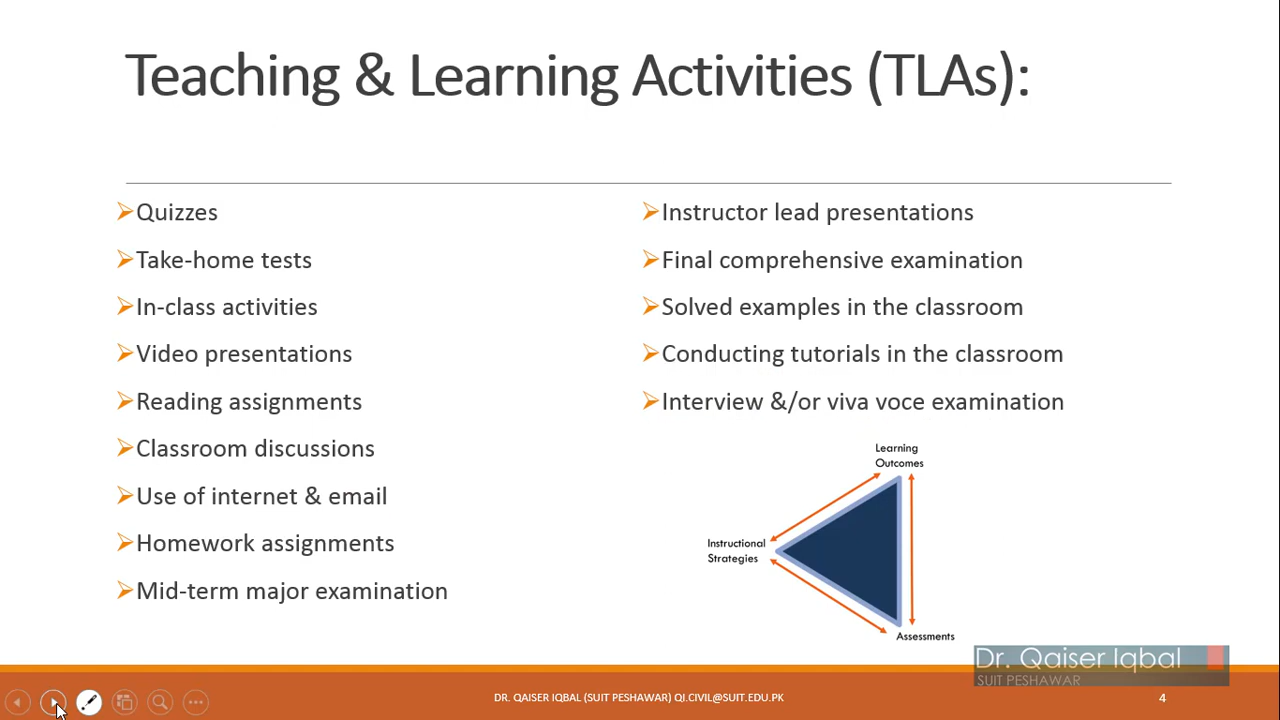 Teaching & Learning Activities (TLAs):
Quizzes
Take-home tests
In-class activities
Video presentations
Reading assignments
Classroom discussions
Use of internet & email
Homework assignments
Mid-term major examination
Instructor lead presentations
Final comprehensive examination
Solved examples in the classroom
Conducting tutorials in the classroom
Interview &/or viva voce examination
Learning
Outcomes
Instructional
Strategies
Assessments
Dr. Qaiser Iqbal
SUIT PESHAWAR
DR. QAISER IQBAL (SUIT PESHAWAR) QI.CIVIL@SUIT.EDU.PK
4